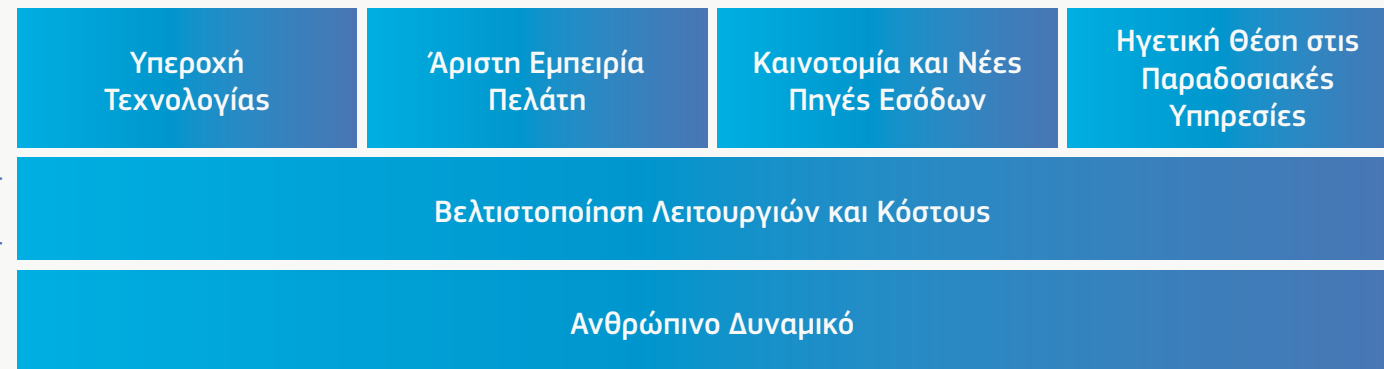 Υπεροχή
Τεχνολογίας
Άριστη Εμπειρία
Πελάτη
Καινοτομία και Νέες
Πηγές Εσόδων
Ηγετική Θέση στις
Παραδοσιακές
Υπηρεσίες
Βελτιστοποίηση Λειτουργιών και Κόστους
Ανθρώπινο Δυναμικό